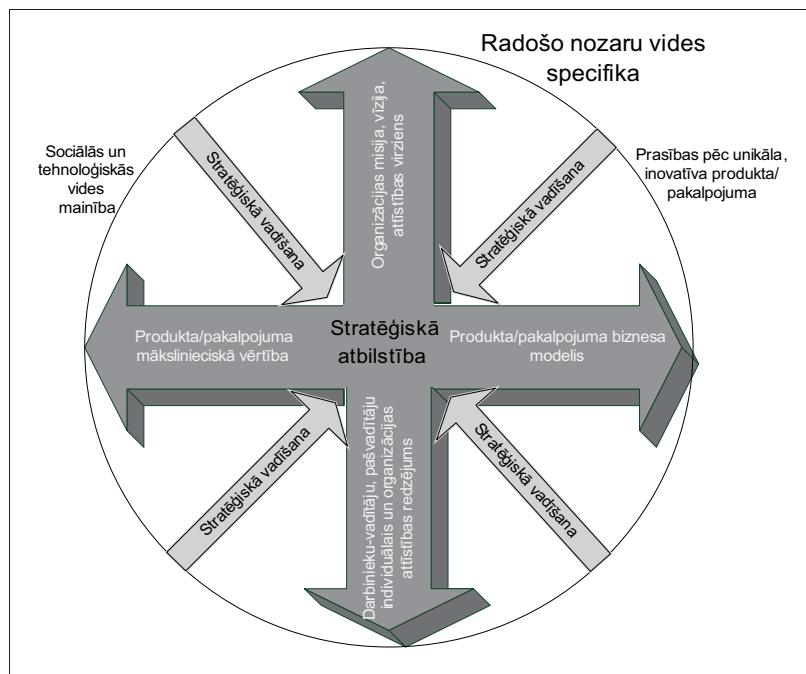 Radošo nozaru vides
specifika
Sociālās un
tehnoloģiskās
vides
mainība
Prasības pēc unikāla,
inovatīva produkta/
pakalpojuma
Stratēģiskā vadīšana
Organizācijas misija, vīzija,
attīstības virziens
Stratēģiskā vadīšana
Produkta/pakalpojuma
mākslinieciskā vērtība
Stratēģiskā
atbilstība
Produkta/pakalpojuma biznesa
modelis
Stratēģiskā vadīšana
Darbinieku-vadītāju, pašvadītāju
individuālais un organizācijas
attīstības redzējums
Stratēģiskā vadīšana